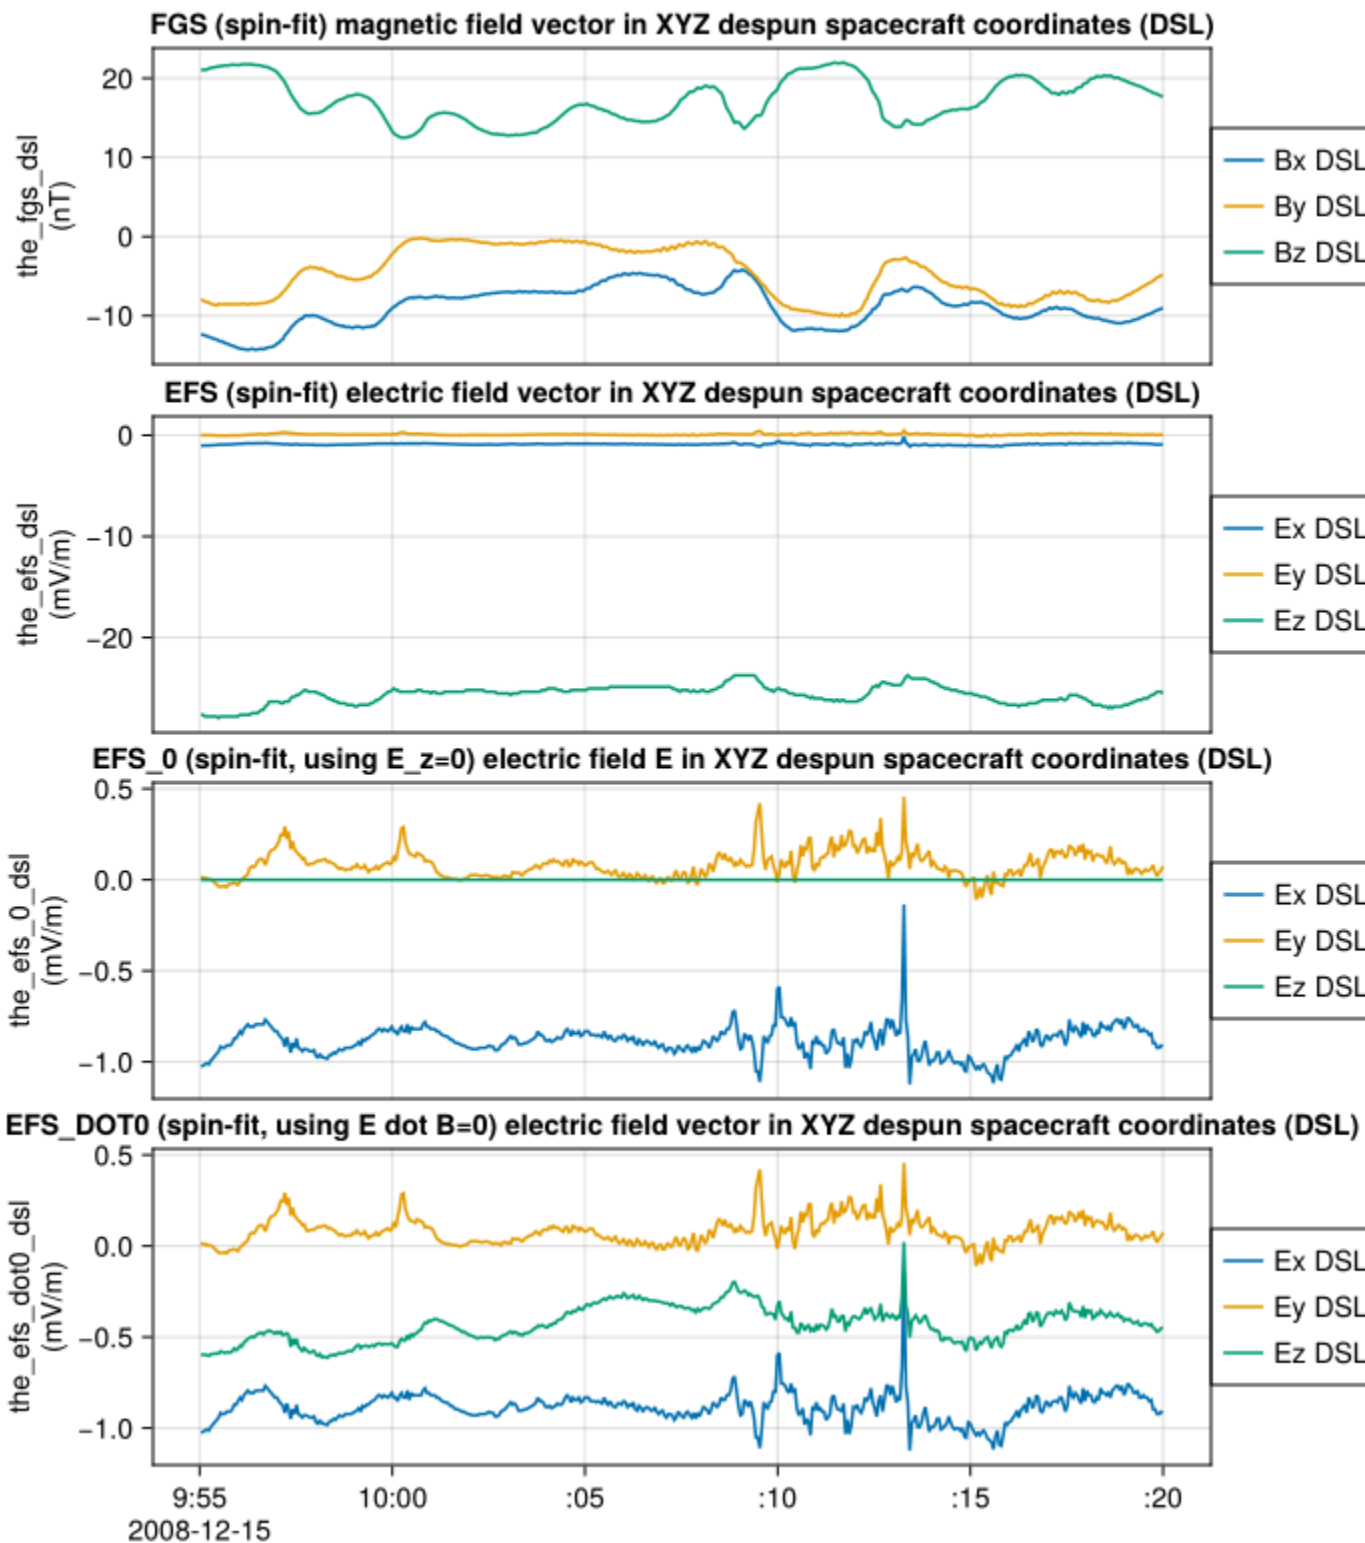 FGS (spin-fit) magnetic field vector in XYZ despun spacecraft coordinates (DSL)
the_fgs_dsl
(nT)
20
10
0
−10
Bx DSL
By DSL
Bz DSL
EFS (spin-fit) electric field vector in XYZ despun spacecraft coordinates (DSL)
the_efs_dsl
(mV/m)
0
−10
−20
Ex DSL
Ey DSL
Ez DSL
EFS_0 (spin-fit, using E_z=0) electric field E in XYZ despun spacecraft coordinates (DSL)
the_efs_0_dsl
(mV/m)
0.5
0.0
−0.5
−1.0
Ex DSL
Ey DSL
Ez DSL
EFS_DOT0 (spin-fit, using E dot B=0) electric field vector in XYZ despun spacecraft coordinates (DSL)
the_efs_dot0_dsl
(mV/m)
0.5
0.0
−0.5
−1.0
Ex DSL
Ey DSL
Ez DSL
9:55 10:00 :05 :10 :15 :20
2008-12-15